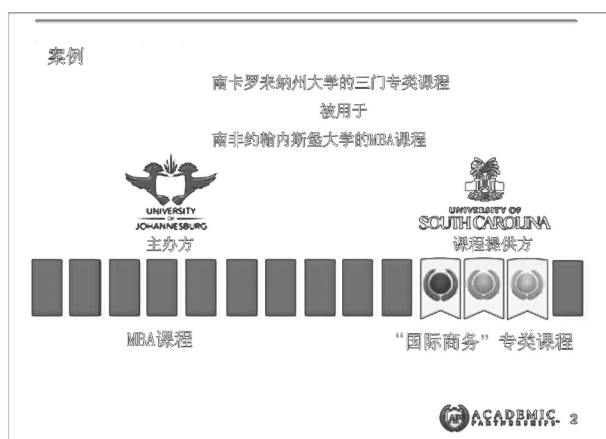 案例
南卡罗来纳州大学的三门专类课程
被用于
南非约翰内斯堡大学的MBA课程
UNIVERSITY
OF
JOHANNESBURG
主办方
UNIVERSITY OF
SOUTH CAROLINA
课程提供方
MBA课程
“国际商务”专类课程
AP
ACADEMIC
PARTNERSHIPS
2